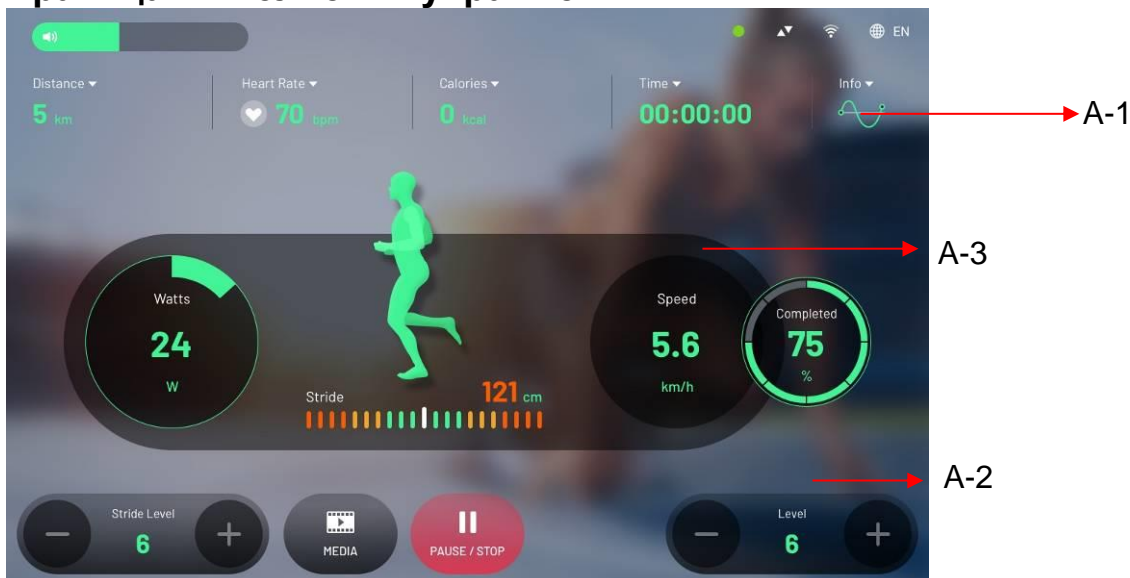 EN
Distance Heart Rate Calories Time Info
5 km 70 bpm 0 kcal 00:00:00
A-1
A-3
Watts
24
W
Stride 121 cm
Speed
5.6
km/h
Completed
75
%
A-2
Stride Level
6
MEDIA
PAUSE / STOP
Level
6